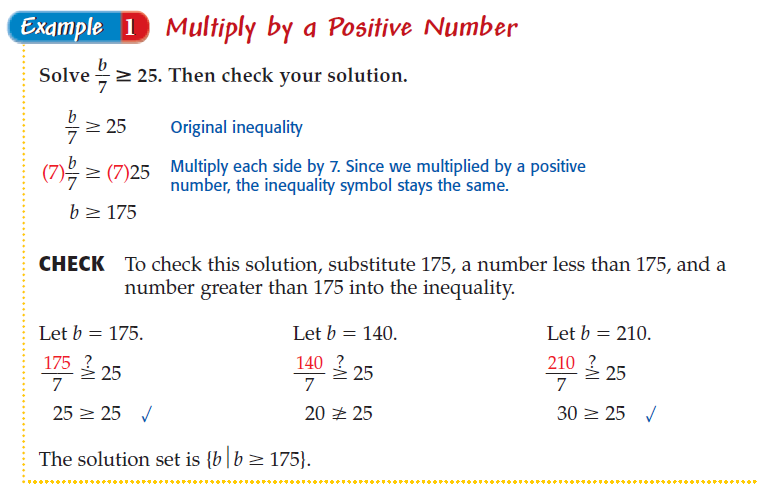 Example 1 Multiply by a Positive Number
Solve b/7 ≥ 25. Then check your solution.
b/7 ≥ 25 Original inequality
(7)b/7 ≥ (7)25 Multiply each side by 7. Since we multiplied by a positive
number, the inequality symbol stays the same.
b ≥ 175
CHECK To check this solution, substitute 175, a number less than 175, and a
number greater than 175 into the inequality.
Let b = 175. Let b = 140. Let b = 210.
175/7 ≥? 25 140/7 ≥? 25 210/7 ≥? 25
25 ≥ 25 ✓ 20 ≱ 25 30 ≥ 25 ✓
The solution set is {b|b ≥ 175}.